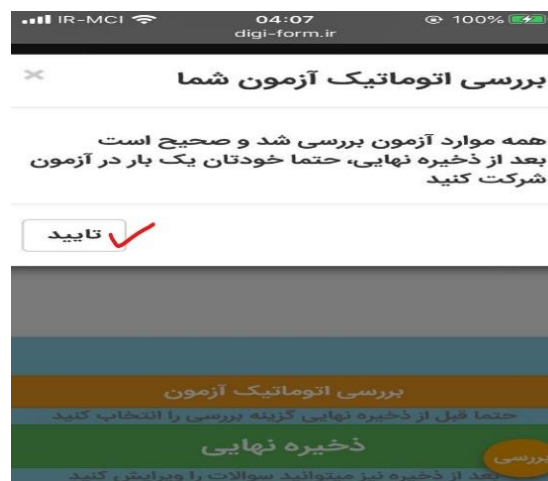 IR-MCI 04:07 100%
digi-form.ir
بررسی اتوماتیک آزمون شما ×
همه موارد آزمون بررسی شد و صحیح است
بعد از ذخیره نهایی، حتما خودتان یک بار در آزمون
شرکت کنید
تایید
بررسی اتوماتیک آزمون
حتما قبل از ذخیره نهایی گزینه بررسی را انتخاب کنید
ذخیره نهایی
بررسی
بعد از ذخیره نیز میتوانید سوالات را ویرایش کنید